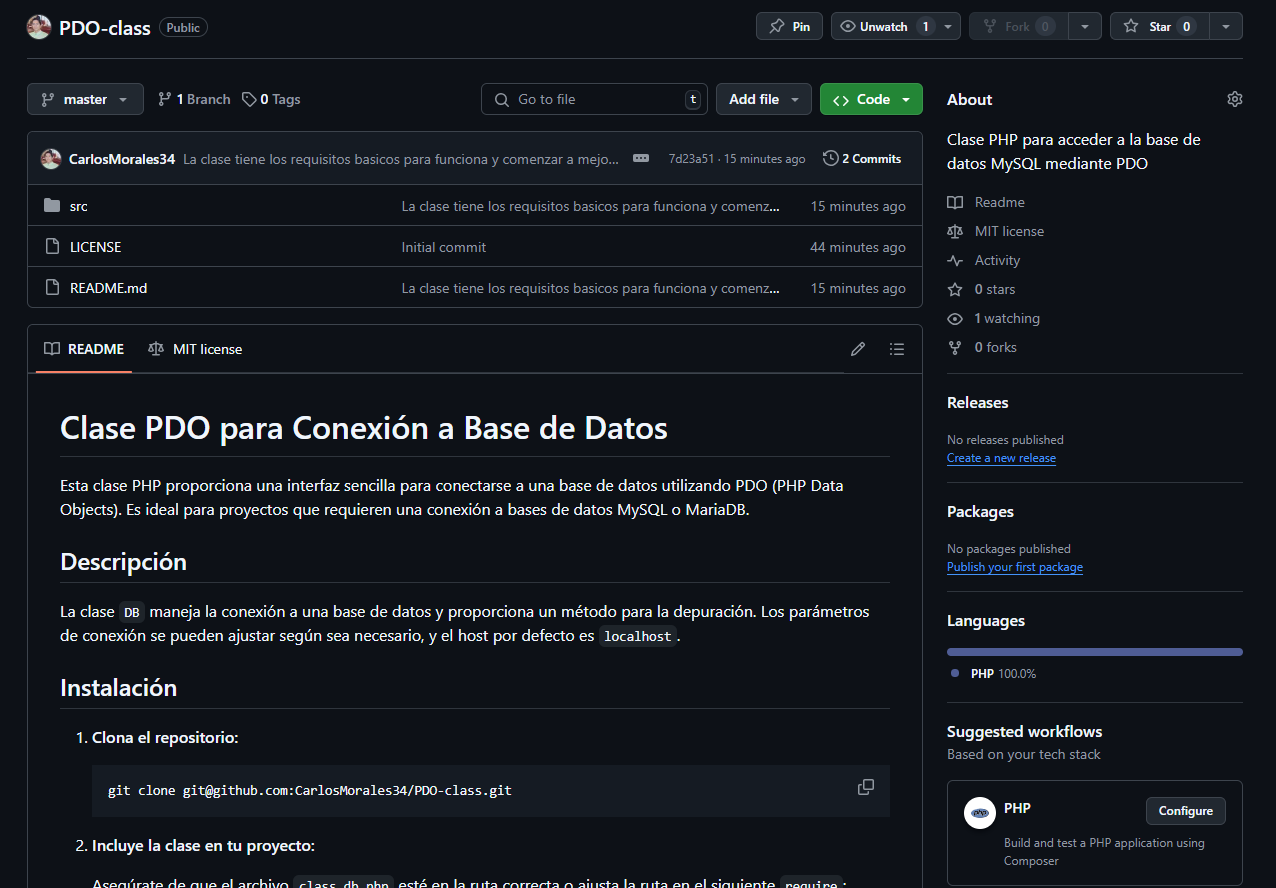 PDO-class Public
Pin
Unwatch 1
Fork 0
Star 0
master
1 Branch
0 Tags
Go to file t
Add file
Code
CarlosMorales34 La clase tiene los requisitos basicos para funciona y comenzar a mejo... 7d23a51 · 15 minutes ago 2 Commits
src La clase tiene los requisitos basicos para funciona y comenz... 15 minutes ago
LICENSE Initial commit 44 minutes ago
README.md La clase tiene los requisitos basicos para funciona y comenz... 15 minutes ago
README MIT license
Clase PDO para Conexión a Base de Datos
Esta clase PHP proporciona una interfaz sencilla para conectarse a una base de datos utilizando PDO (PHP Data
Objects). Es ideal para proyectos que requieren una conexión a bases de datos MySQL o MariaDB.
Descripción
La clase DB maneja la conexión a una base de datos y proporciona un método para la depuración. Los parámetros
de conexión se pueden ajustar según sea necesario, y el host por defecto es localhost.
Instalación
1. Clona el repositorio:
git clone git@github.com:CarlosMorales34/PDO-class.git
2. Incluye la clase en tu proyecto:
Asegúrate de que el archivo class.db.php esté en la ruta correcta o ajusta la ruta en el siguiente require:
About
Clase PHP para acceder a la base de
datos MySQL mediante PDO
Readme
MIT license
Activity
0 stars
1 watching
0 forks
Releases
No releases published
Create a new release
Packages
No packages published
Publish your first package
Languages
PHP 100.0%
Suggested workflows
Based on your tech stack
php
PHP
Configure
Build and test a PHP application using
Composer